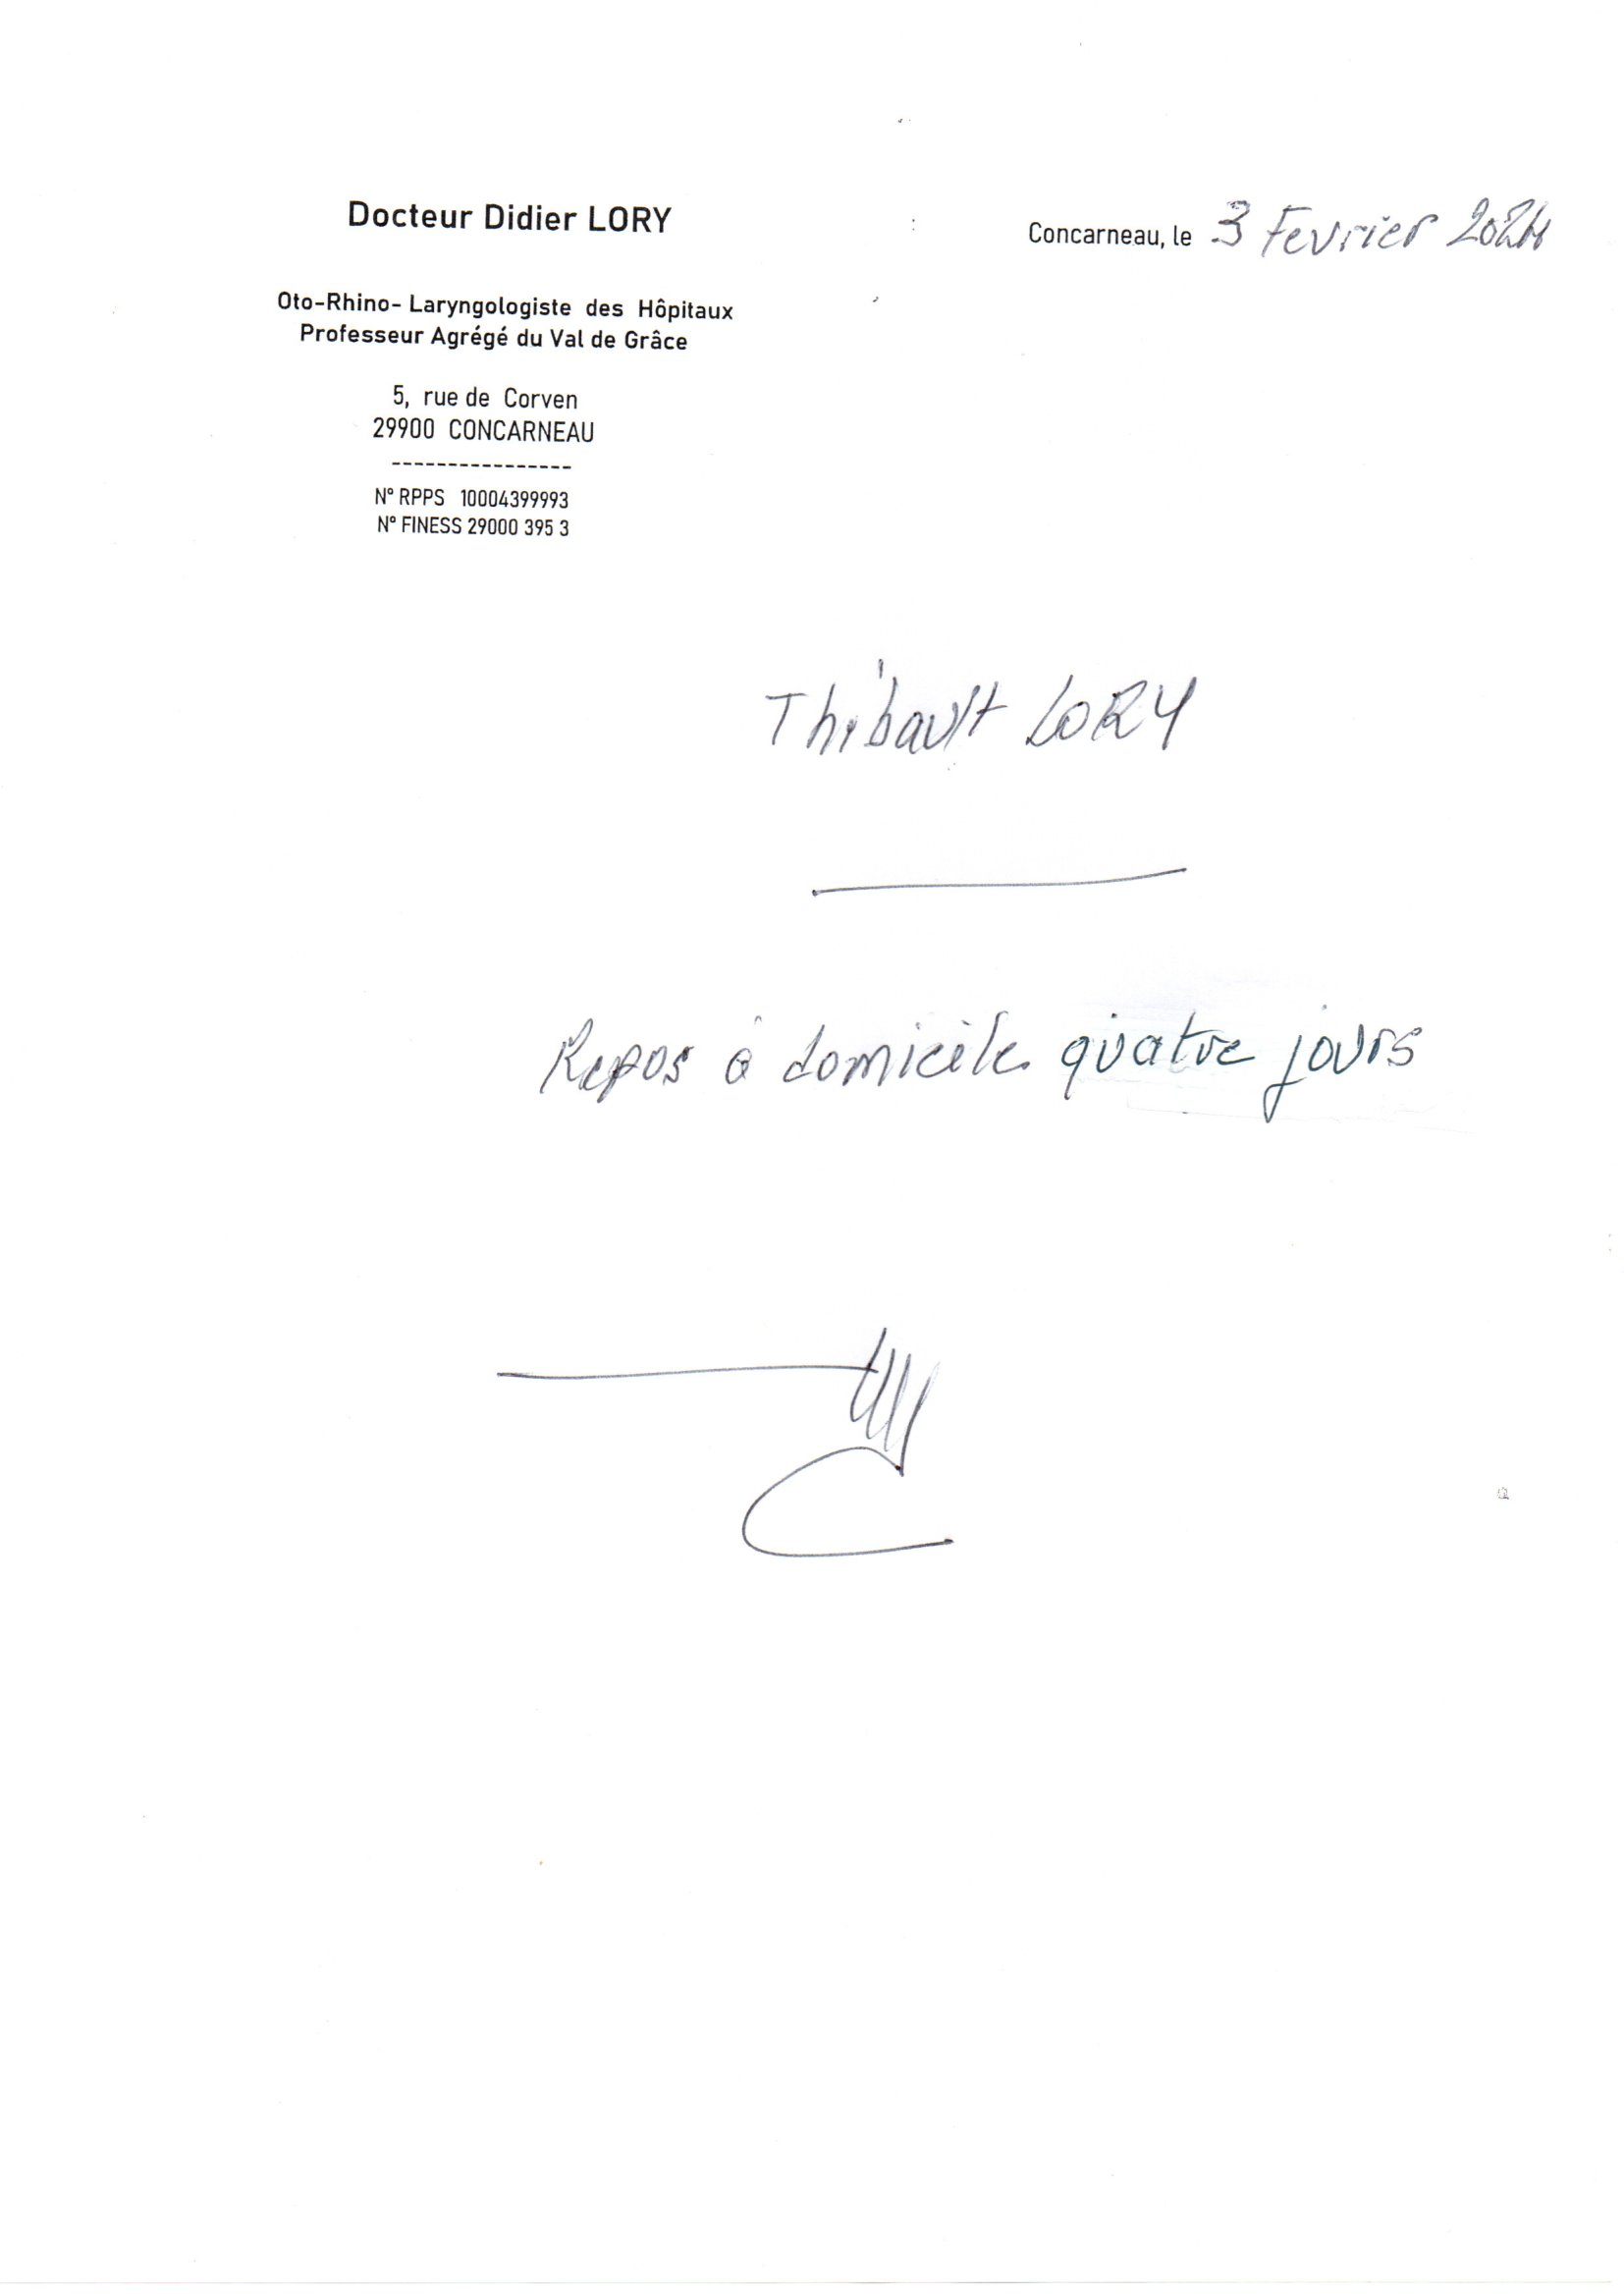 Docteur Didier LORY
Concarneau, le 3 Fevrier 2024
Oto-Rhino- Laryngologiste des Hôpitaux
Professeur Agrégé du Val de Grâce
5, rue de Corven
29900 CONCARNEAU
-----------------
N° RPPS 10004399993
N° FINESS 29000 395 3
Thibault LORY
Repos à domicile quatre jours